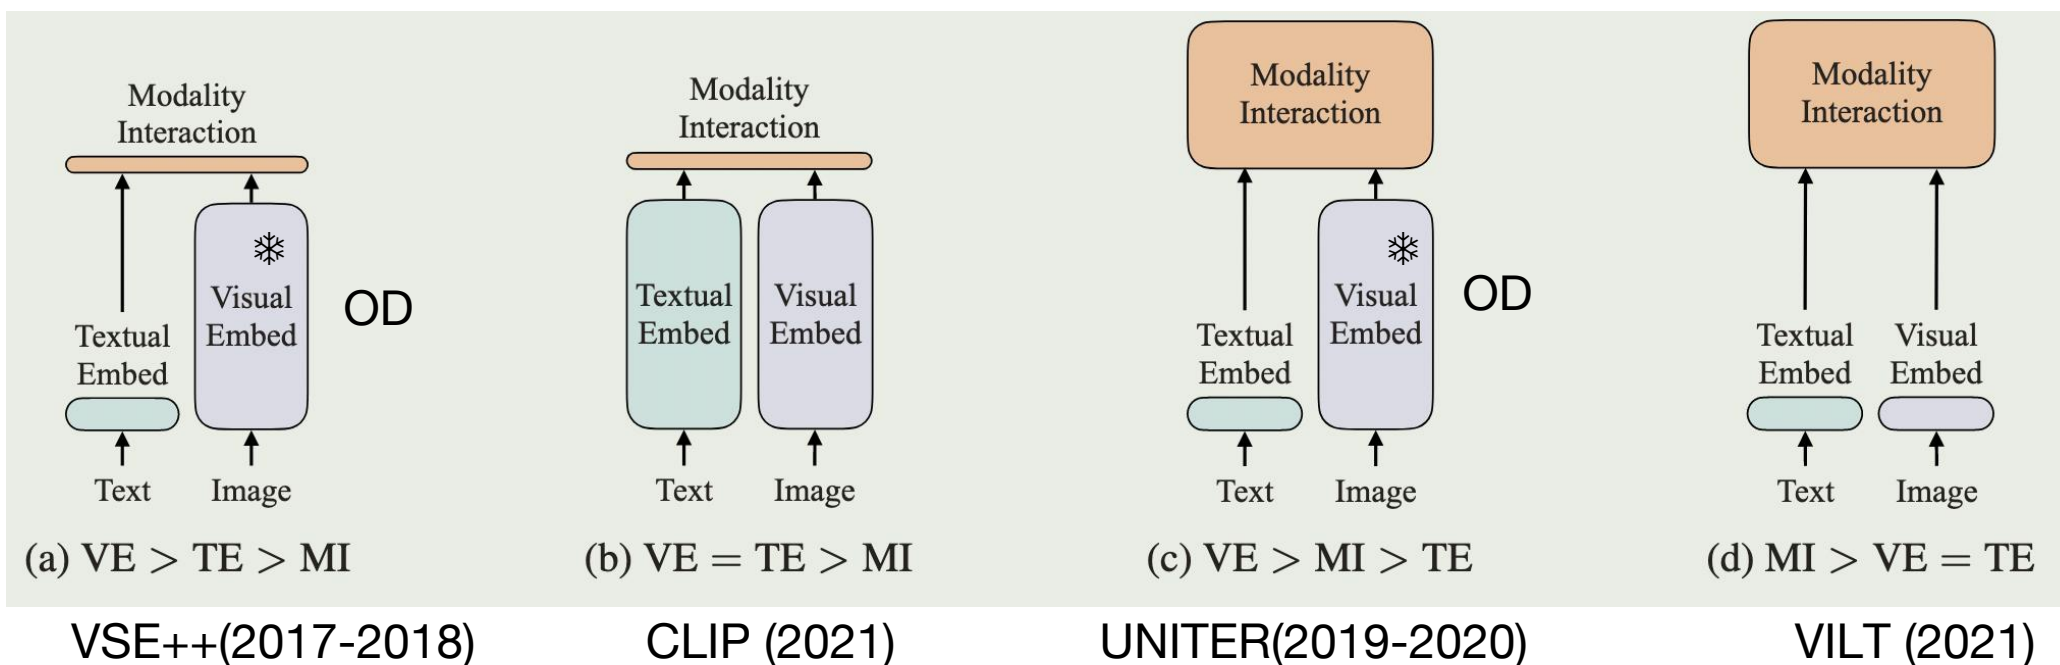 Modality
Interaction
Textual
Embed
Visual
Embed
OD
Text
Image
(a) VE > TE > MI
VSE++(2017-2018)
Modality
Interaction
Textual
Embed
Visual
Embed
Text
Image
(b) VE = TE > MI
CLIP (2021)
Modality
Interaction
Textual
Embed
Visual
Embed
OD
Text
Image
(c) VE > MI > TE
UNITER(2019-2020)
Modality
Interaction
Textual
Embed
Visual
Embed
Text
Image
(d) MI > VE = TE
VILT (2021)